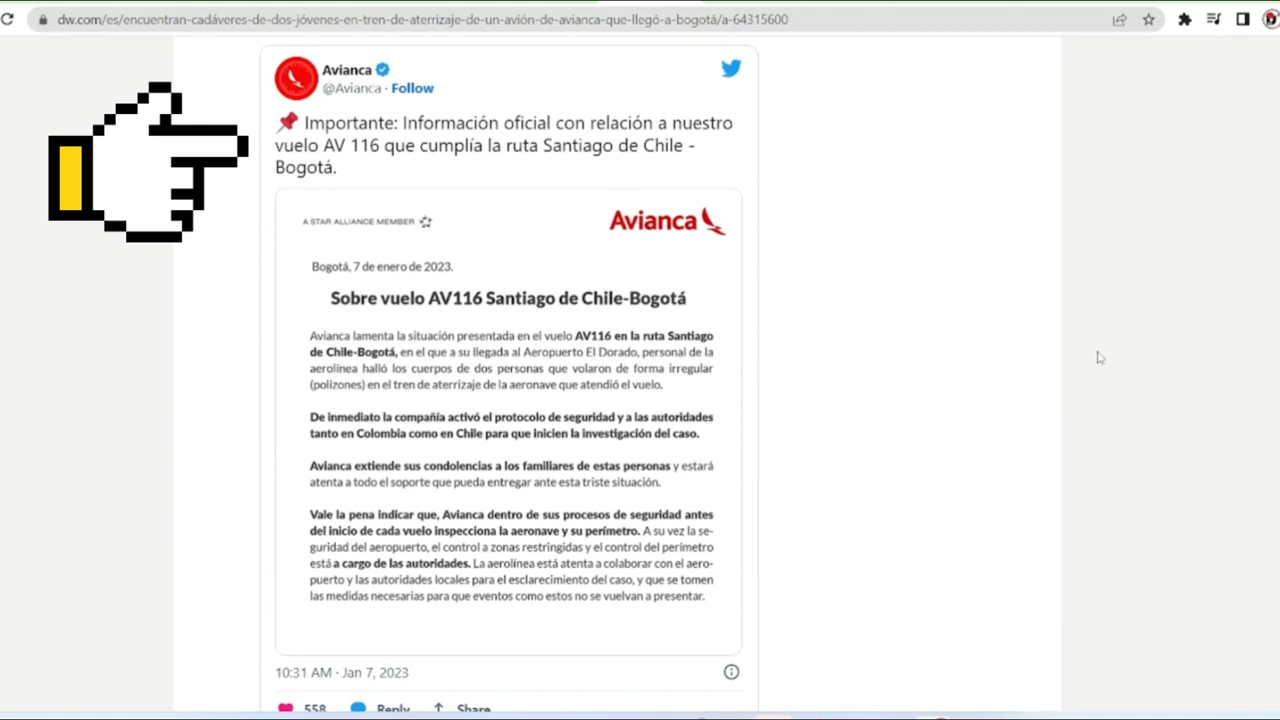 dw.com/es/encuentran-cadáveres-de-dos-jóvenes-en-tren-de-aterrizaje-de-un-avión-de-avianca-que-llegó-a-bogotá/a-64315600
Avianca
@Avianca · Follow
Importante: Información oficial con relación a nuestro
vuelo AV 116 que cumplía la ruta Santiago de Chile -
Bogotá.
A STAR ALLIANCE MEMBER
Avianca
Bogotá, 7 de enero de 2023.
Sobre vuelo AV116 Santiago de Chile-Bogotá
Avianca lamenta la situación presentada en el vuelo AV116 en la ruta Santiago
de Chile-Bogotá, en el que a su llegada al Aeropuerto El Dorado, personal de la
aerolínea halló los cuerpos de dos personas que volaron de forma irregular
(polizones) en el tren de aterrizaje de la aeronave que atendió el vuelo.
De inmediato la compañía activó el protocolo de seguridad y a las autoridades
tanto en Colombia como en Chile para que inicien la investigación del caso.
Avianca extiende sus condolencias a los familiares de estas personas y estará
atenta a todo el soporte que pueda entregar ante esta triste situación.
Vale la pena indicar que, Avianca dentro de sus procesos de seguridad antes
del inicio de cada vuelo inspecciona la aeronave y su perímetro. A su vez la se-
guridad del aeropuerto, el control a zonas restringidas y el control del perímetro
está a cargo de las autoridades. La aerolínea está atenta a colaborar con el aero-
puerto y las autoridades locales para el esclarecimiento del caso, y que se tomen
las medidas necesarias para que eventos como estos no se vuelvan a presentar.
10:31 AM · Jan 7, 2023
558 Reply Share